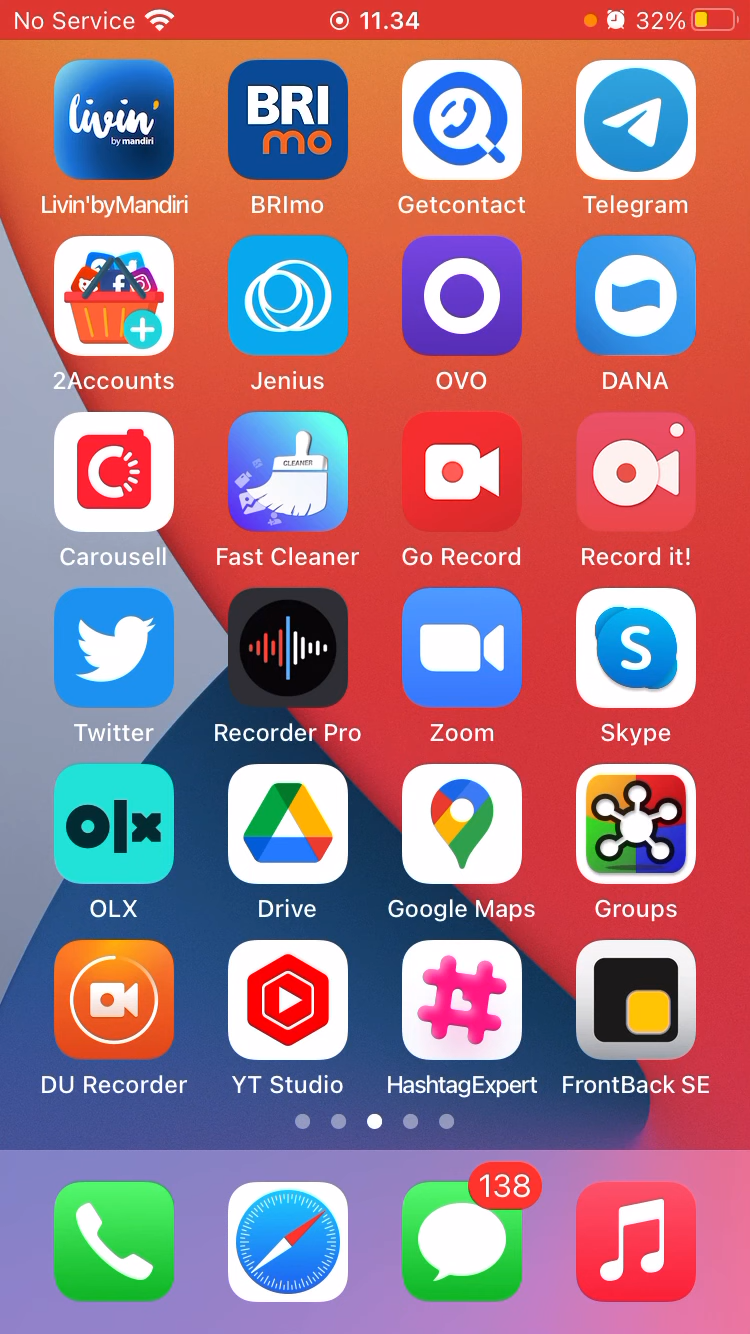 No Service 11.34 32%
livin'
by mandiri
BRI
mo
Livin'byMandiri BRImo Getcontact Telegram
f
2Accounts Jenius OVO DANA
CLEANER
Carousell Fast Cleaner Go Record Record it!
S
Twitter Recorder Pro Zoom Skype
olx
OLX Drive Google Maps Groups
DU Recorder YT Studio HashtagExpert FrontBack SE
138